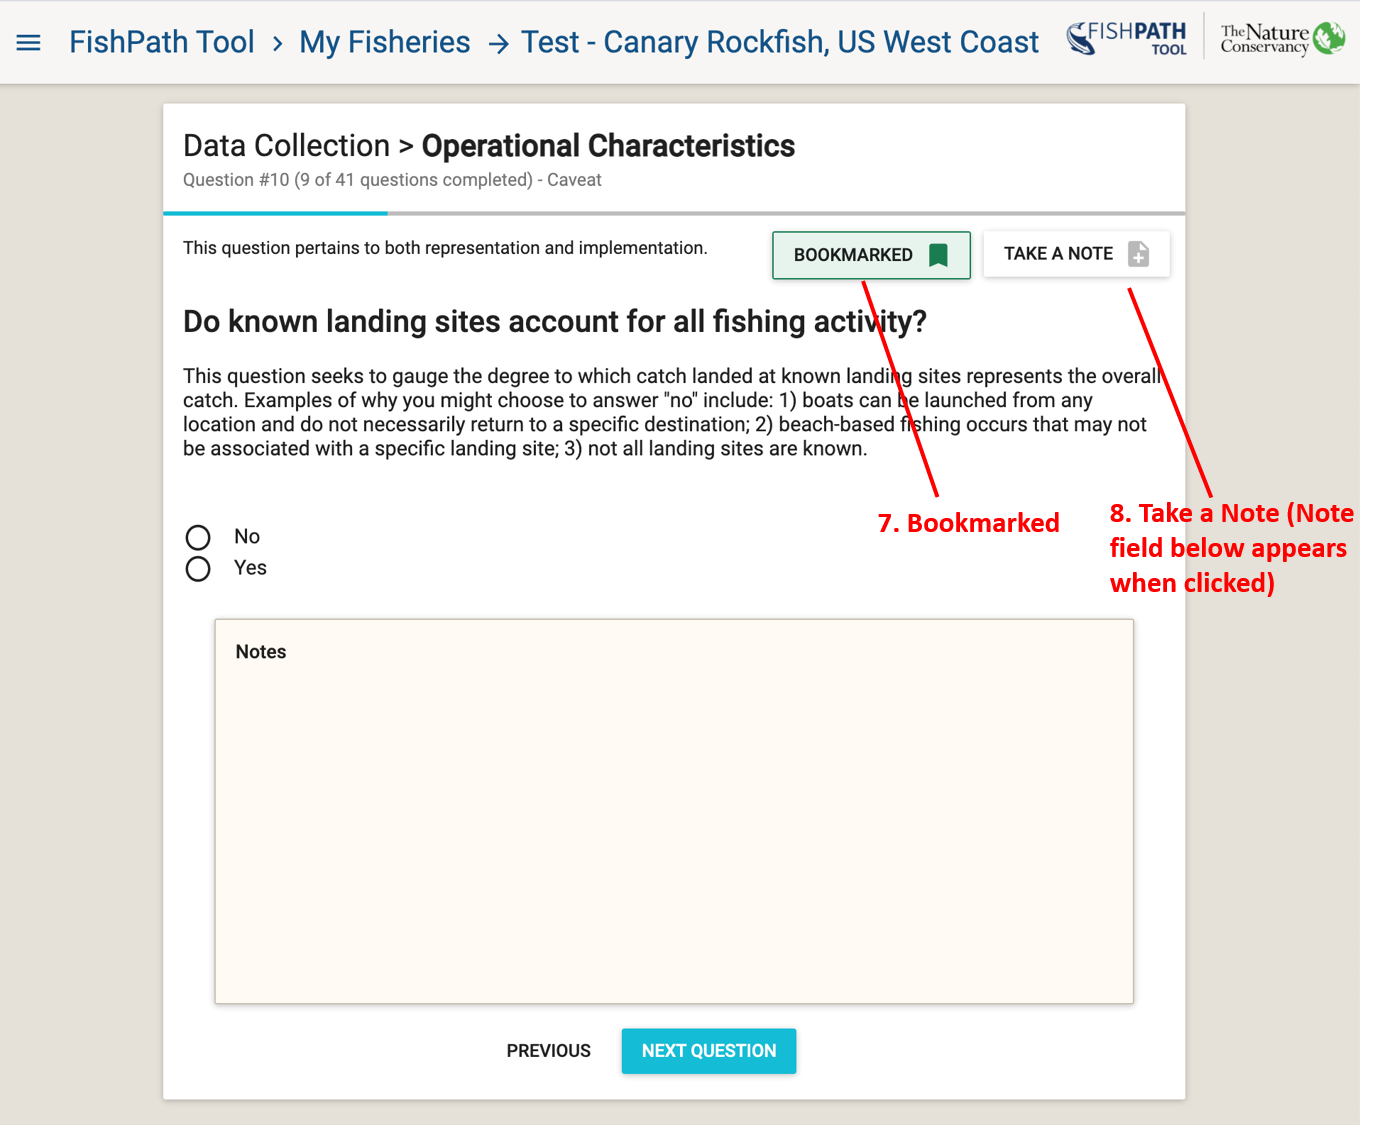 FishPath Tool > My Fisheries → Test - Canary Rockfish, US West Coast
FISHPATH
TOOL
The Nature
Conservancy
Data Collection > Operational Characteristics
Question #10 (9 of 41 questions completed) - Caveat
This question pertains to both representation and implementation.
BOOKMARKED
TAKE A NOTE
Do known landing sites account for all fishing activity?
This question seeks to gauge the degree to which catch landed at known landing sites represents the overall
catch. Examples of why you might choose to answer "no" include: 1) boats can be launched from any
location and do not necessarily return to a specific destination; 2) beach-based fishing occurs that may not
be associated with a specific landing site; 3) not all landing sites are known.
7. Bookmarked
8. Take a Note (Note
field below appears
when clicked)
No
Yes
Notes
PREVIOUS
NEXT QUESTION